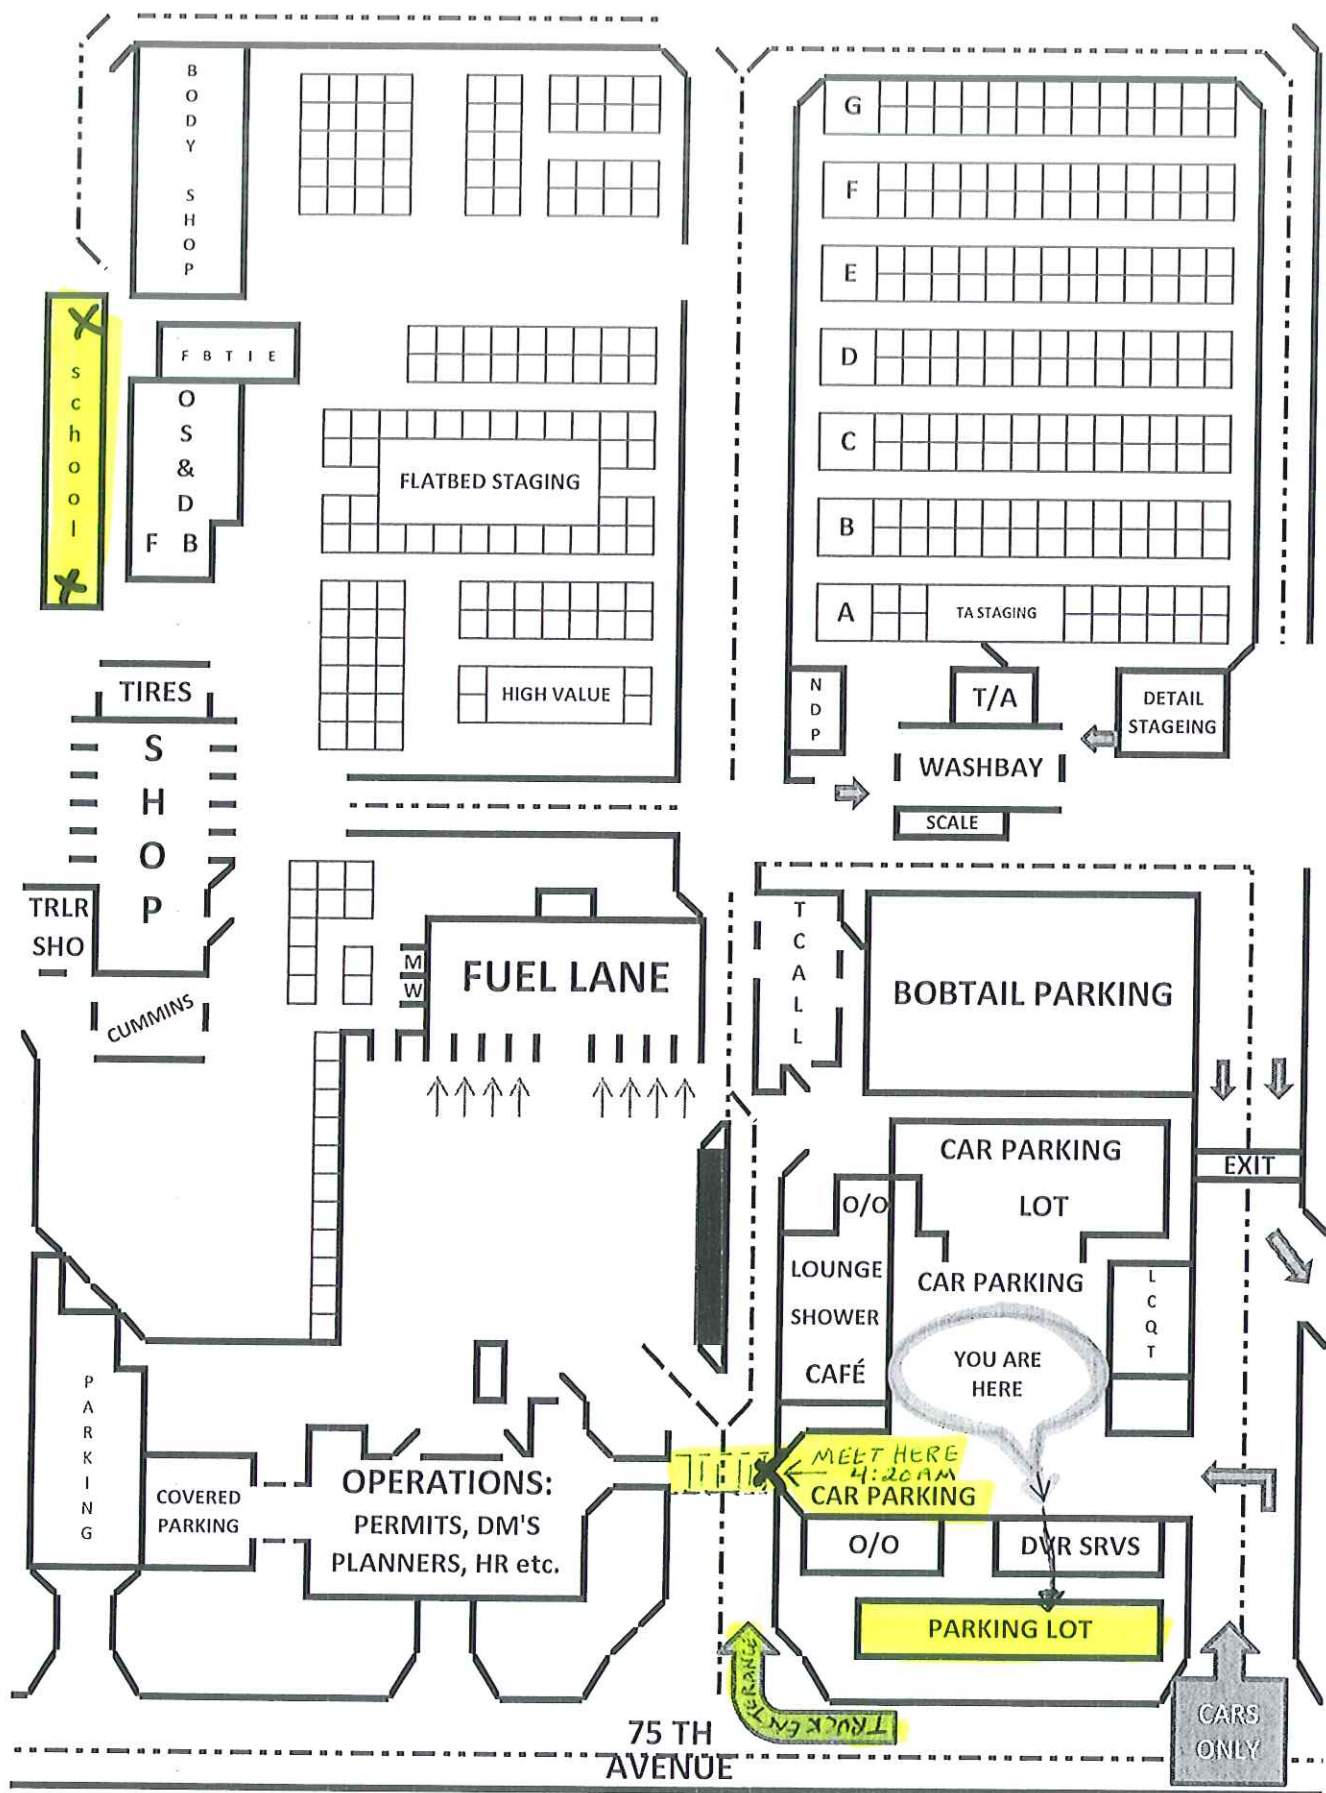 BODY SHOP
G
F
E
D
C
B
A
TA STAGING
school
FBTIE
OS&D
F B
FLATBED STAGING
HIGH VALUE
TIRES
SHOP
TRLR
SHO
CUMMINS
NDP
T/A
DETAIL
STAGEING
WASHBAY
SCALE
M
W
FUEL LANE
TCALL
BOBTAIL PARKING
EXIT
CAR PARKING
LOT
O/O
LOUNGE
SHOWER
CAFÉ
CAR PARKING
LCQT
YOU ARE
HERE
MEET HERE
4:20AM
CAR PARKING
PARKING
COVERED
PARKING
OPERATIONS:
PERMITS, DM'S
PLANNERS, HR etc.
O/O
DVR SRVS
PARKING LOT
TRUCK ENTERANCE
CARS
ONLY
75 TH
AVENUE